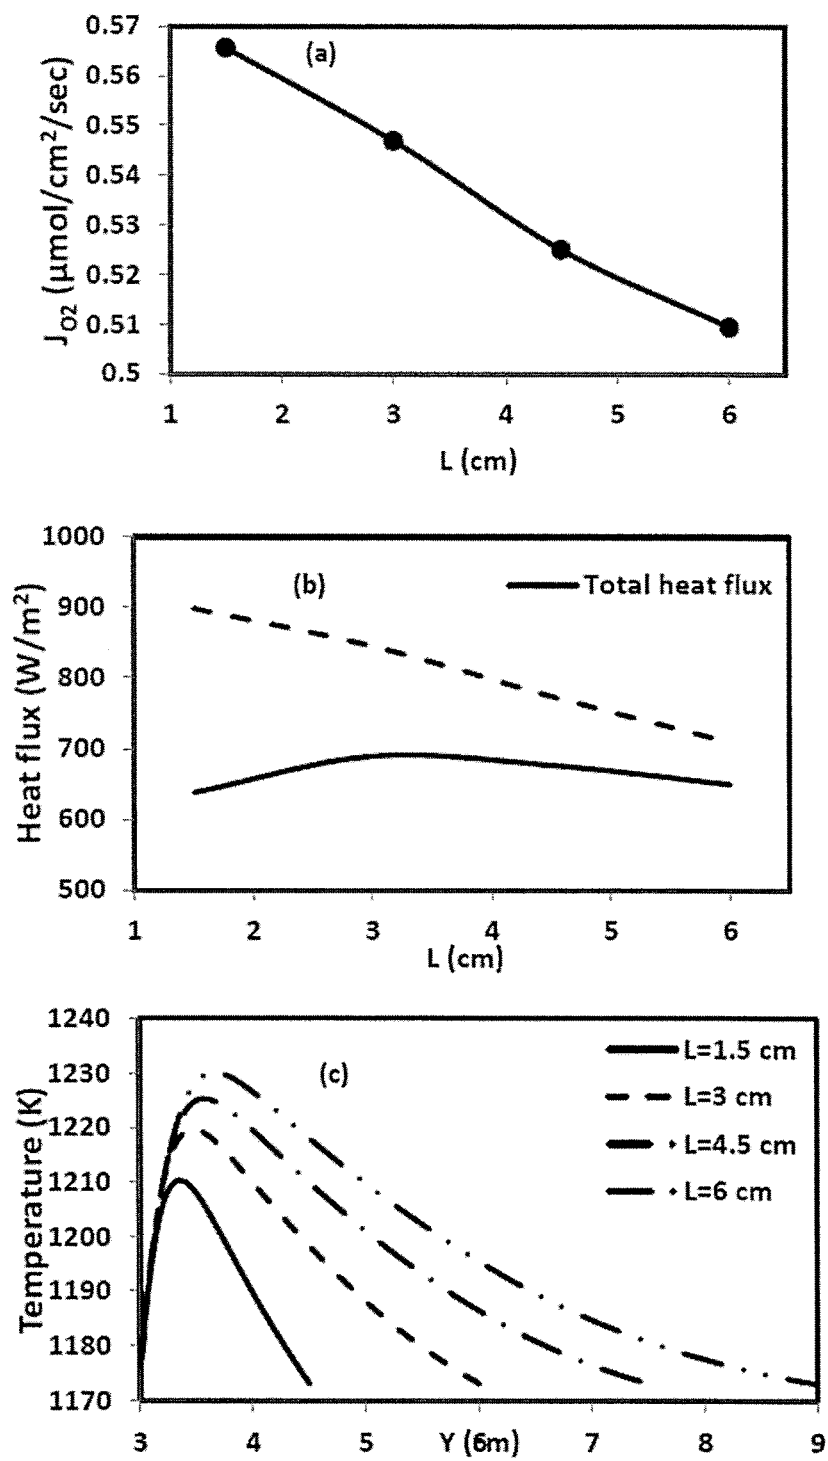 0.57
(a)
0.56
0.55
0.54
0.53
0.52
0.51
0.5
J_O2 (μmol/cm²/sec)
1 2 3 4 5 6
L (cm)
1000
(b)
Total heat flux
900
800
700
600
500
Heat flux (W/m²)
1 2 3 4 5 6
L (cm)
1240
L=1.5 cm
1230
(c)
L=3 cm
1220
L=4.5 cm
1210
L=6 cm
1200
1190
1180
1170
Temperature (K)
3 4 5 6 7 8 9
Y (cm)